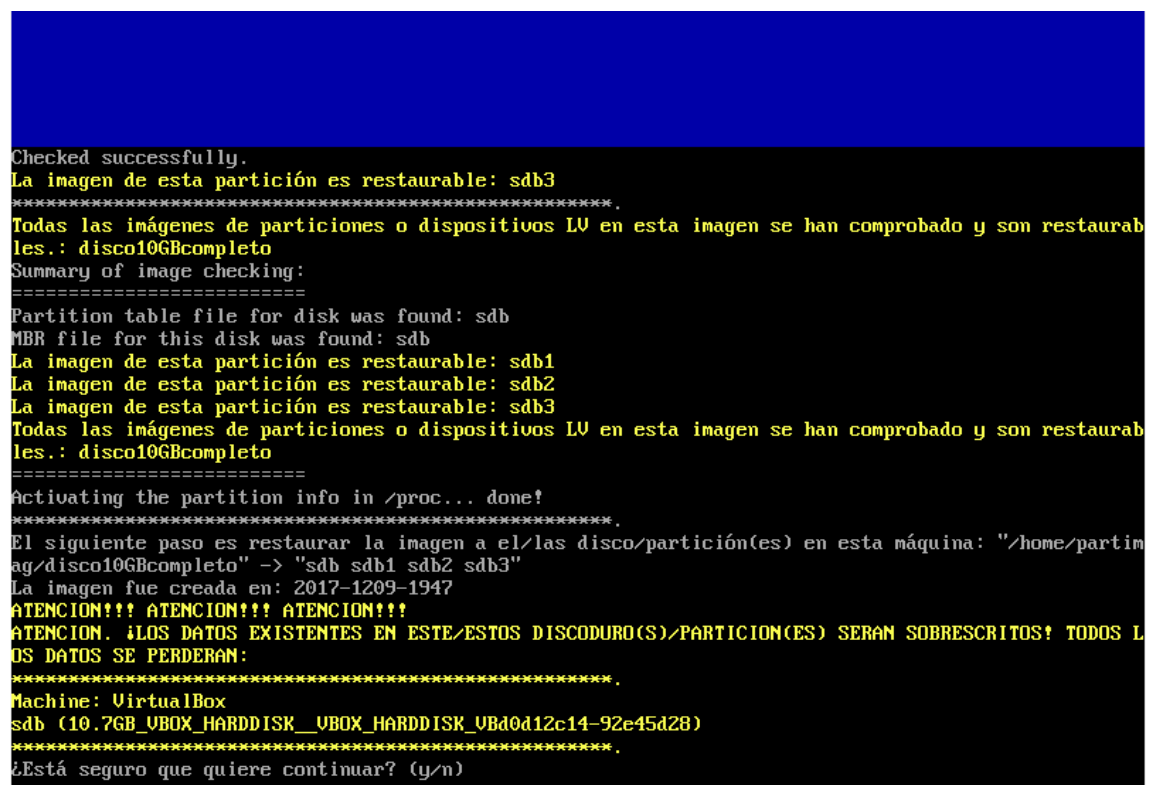 Checked successfully.
La imagen de esta partición es restaurable: sdb3
*****************************************************.
Todas las imágenes de particiones o dispositivos LV en esta imagen se han comprobado y son restaurab
les.: disco10GBcompleto
Summary of image checking:
==========================
Partition table file for disk was found: sdb
MBR file for this disk was found: sdb
La imagen de esta partición es restaurable: sdb1
La imagen de esta partición es restaurable: sdb2
La imagen de esta partición es restaurable: sdb3
Todas las imágenes de particiones o dispositivos LV en esta imagen se han comprobado y son restaurab
les.: disco10GBcompleto
==========================
Activating the partition info in /proc... done!
*****************************************************.
El siguiente paso es restaurar la imagen a el/las disco/partición(es) en esta máquina: "/home/partim
ag/disco10GBcompleto" -> "sdb sdb1 sdb2 sdb3"
La imagen fue creada en: 2017-1209-1947
ATENCION!!! ATENCION!!! ATENCION!!!
ATENCION. ¡LOS DATOS EXISTENTES EN ESTE/ESTOS DISCODURO(S)/PARTICION(ES) SERAN SOBRESCRITOS! TODOS L
OS DATOS SE PERDERAN:
*****************************************************.
Machine: VirtualBox
sdb (10.7GB_VBOX_HARDDISK__VBOX_HARDDISK_VBd0d12c14-92e45d28)
*****************************************************.
¿Está seguro que quiere continuar? (y/n)